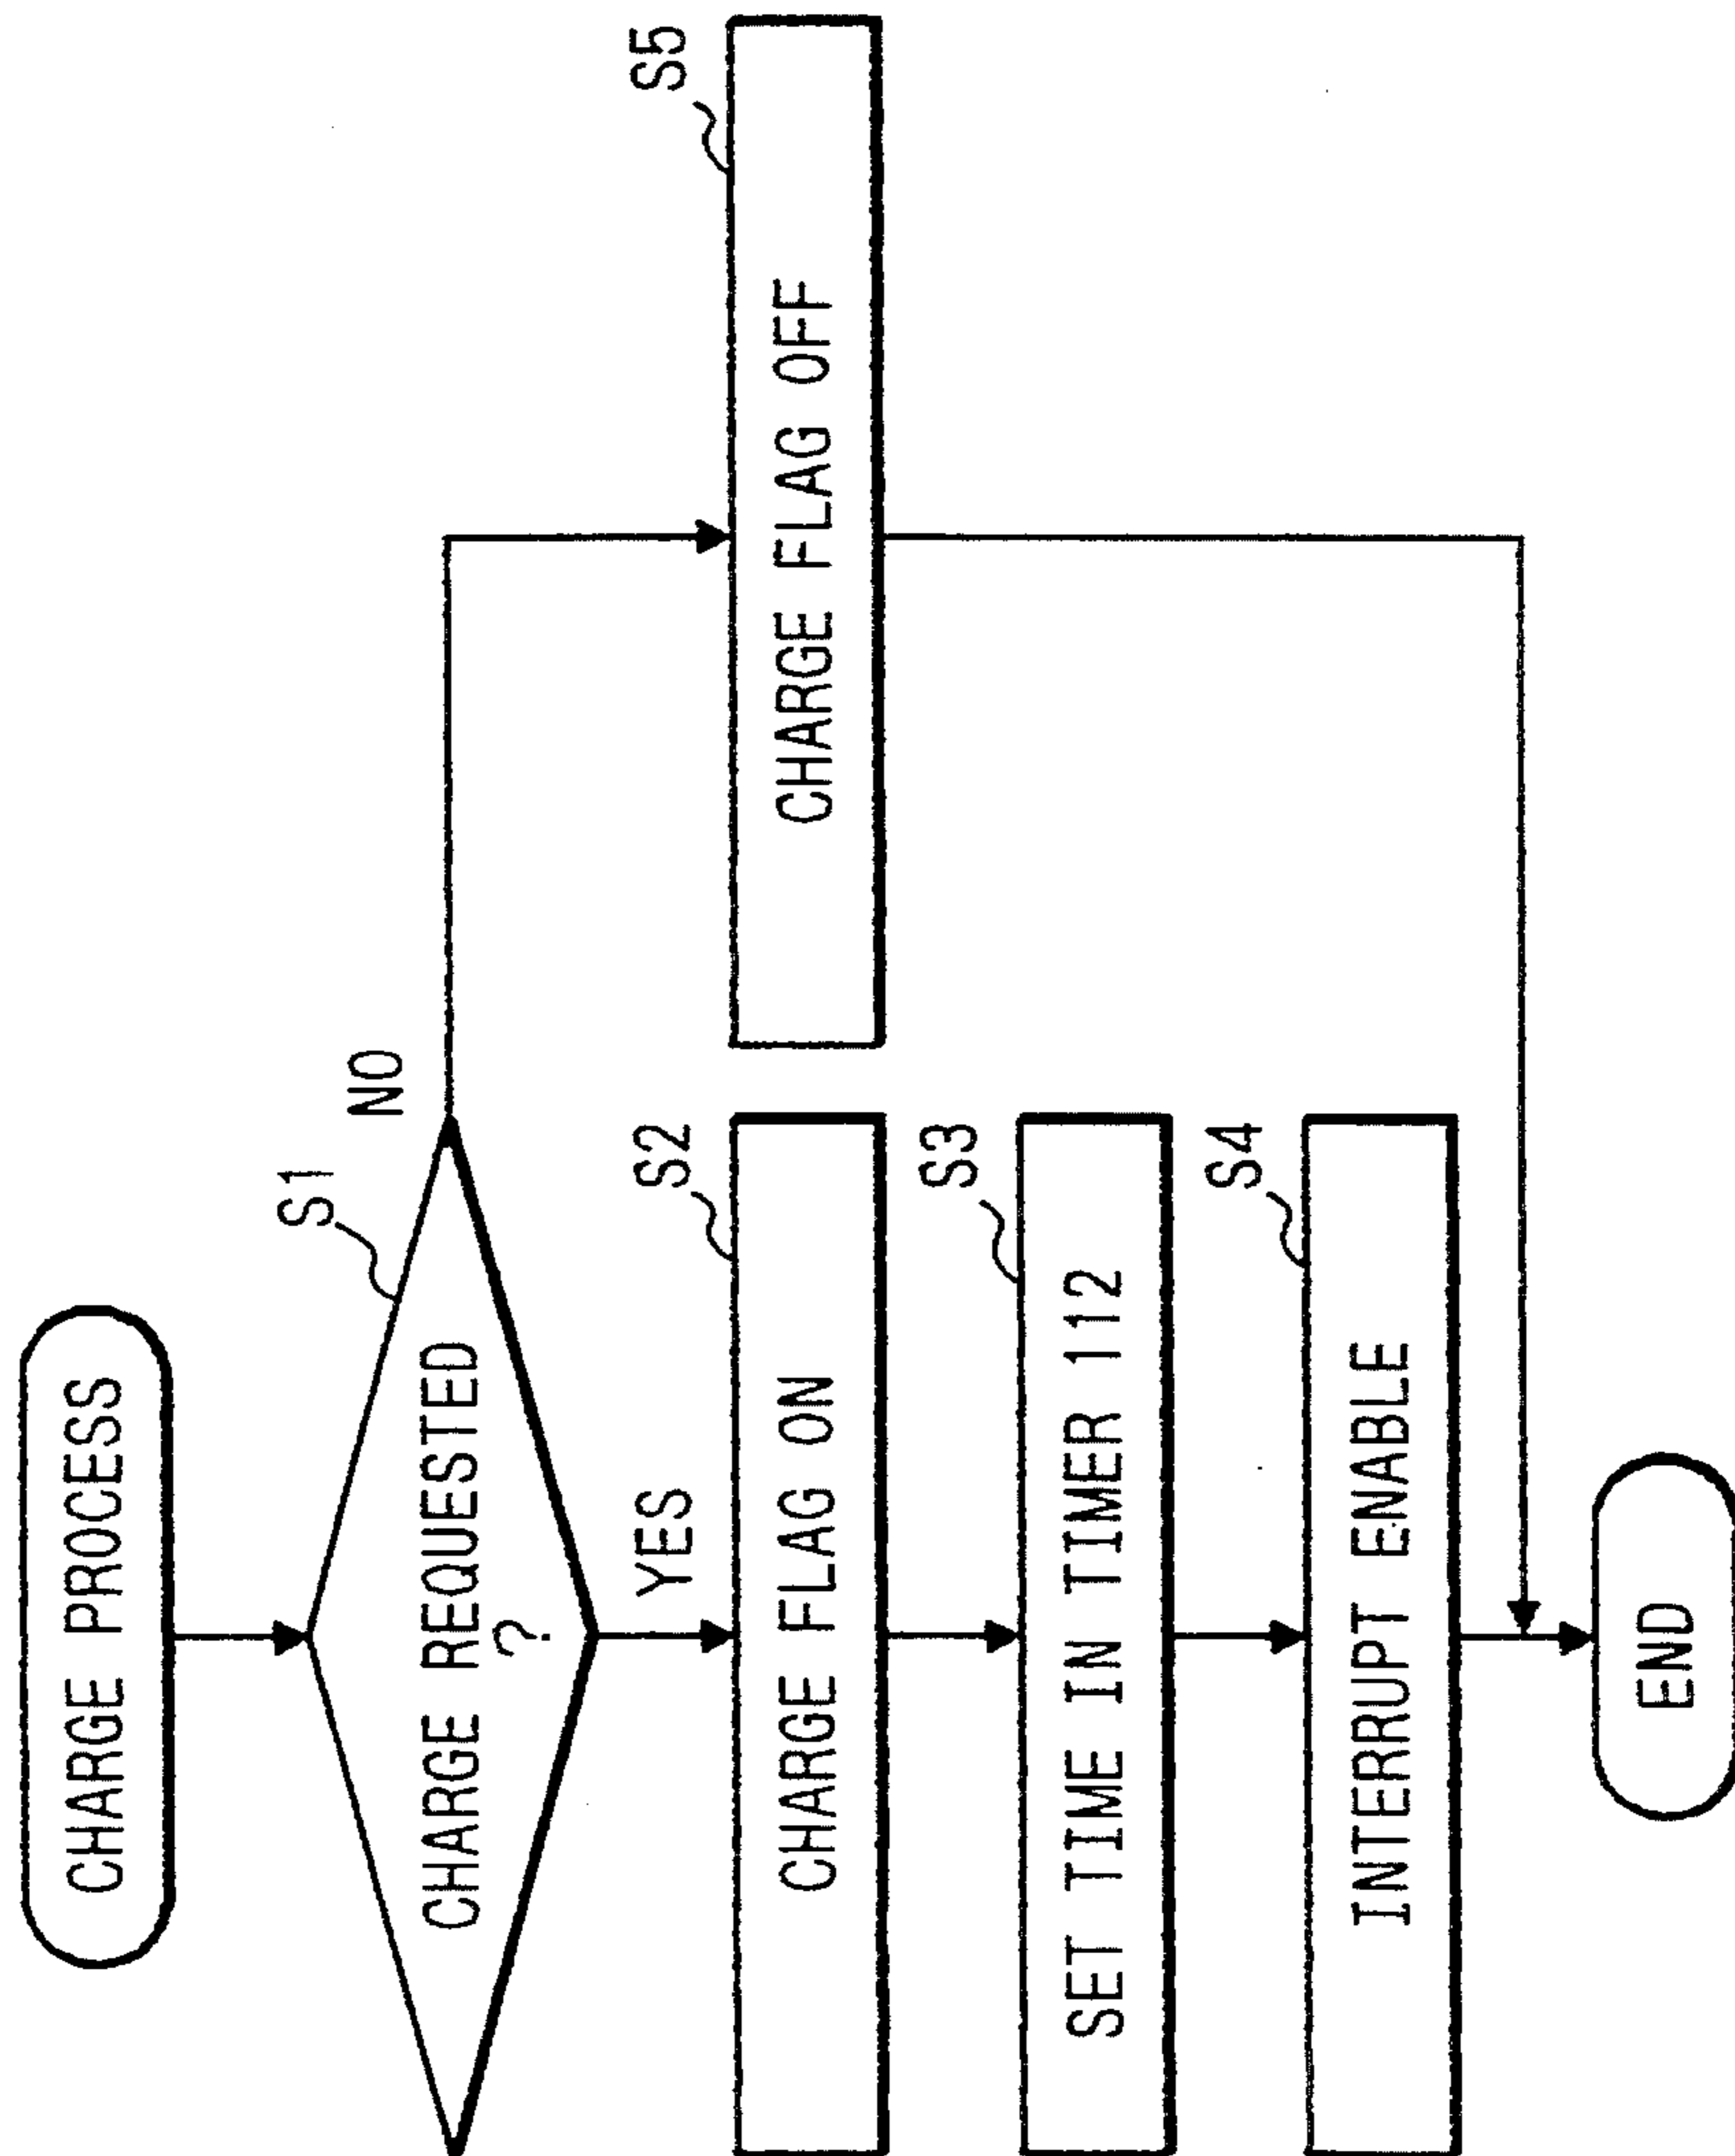 CHARGE PROCESS
S1
CHARGE REQUESTED
?
NO
YES
S2
CHARGE FLAG ON
S5
CHARGE FLAG OFF
S3
SET TIME IN TIMER 112
S4
INTERRUPT ENABLE
END